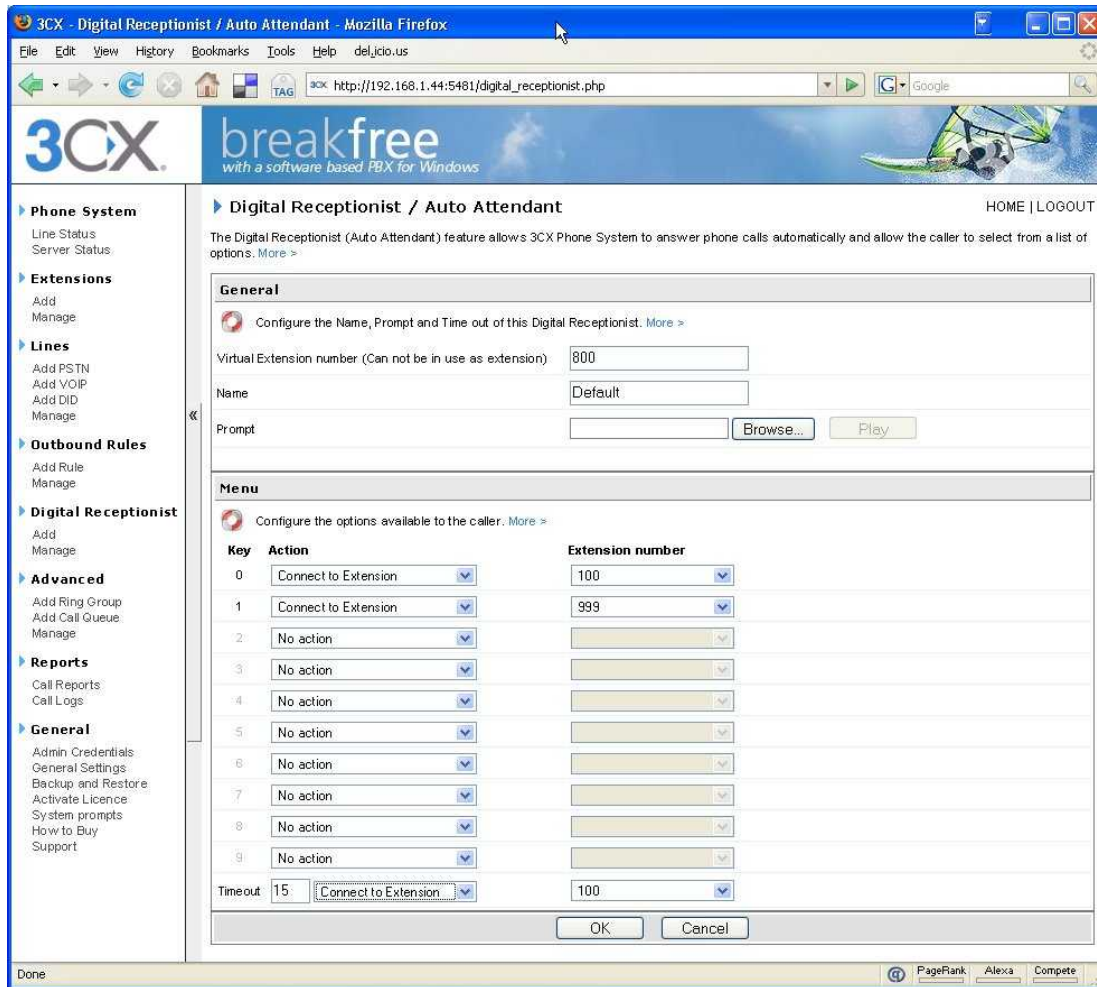 3CX - Digital Receptionist / Auto Attendant - Mozilla Firefox
File Edit View History Bookmarks Tools Help del.icio.us
TAG 3CX http://192.168.1.44:5481/digital_receptionist.php G Google
3CX® breakfree
with a software based PBX for Windows
Phone System
Line Status
Server Status
Extensions
Add
Manage
Lines
Add PSTN
Add VOIP
Add DID
Manage
Outbound Rules
Add Rule
Manage
Digital Receptionist
Add
Manage
Advanced
Add Ring Group
Add Call Queue
Manage
Reports
Call Reports
Call Logs
General
Admin Credentials
General Settings
Backup and Restore
Activate Licence
System prompts
How to Buy
Support
«
Digital Receptionist / Auto Attendant HOME | LOGOUT
The Digital Receptionist (Auto Attendant) feature allows 3CX Phone System to answer phone calls automatically and allow the caller to select from a list of
options. More >
General
Configure the Name, Prompt and Time out of this Digital Receptionist. More >
Virtual Extension number (Can not be in use as extension) 800
Name Default
Prompt Browse... Play
Menu
Configure the options available to the caller. More >
Key Action Extension number
0 Connect to Extension 100
1 Connect to Extension 999
2 No action
3 No action
4 No action
5 No action
6 No action
7 No action
8 No action
9 No action
Timeout 15 Connect to Extension 100
OK Cancel
Done @ PageRank Alexa Compete